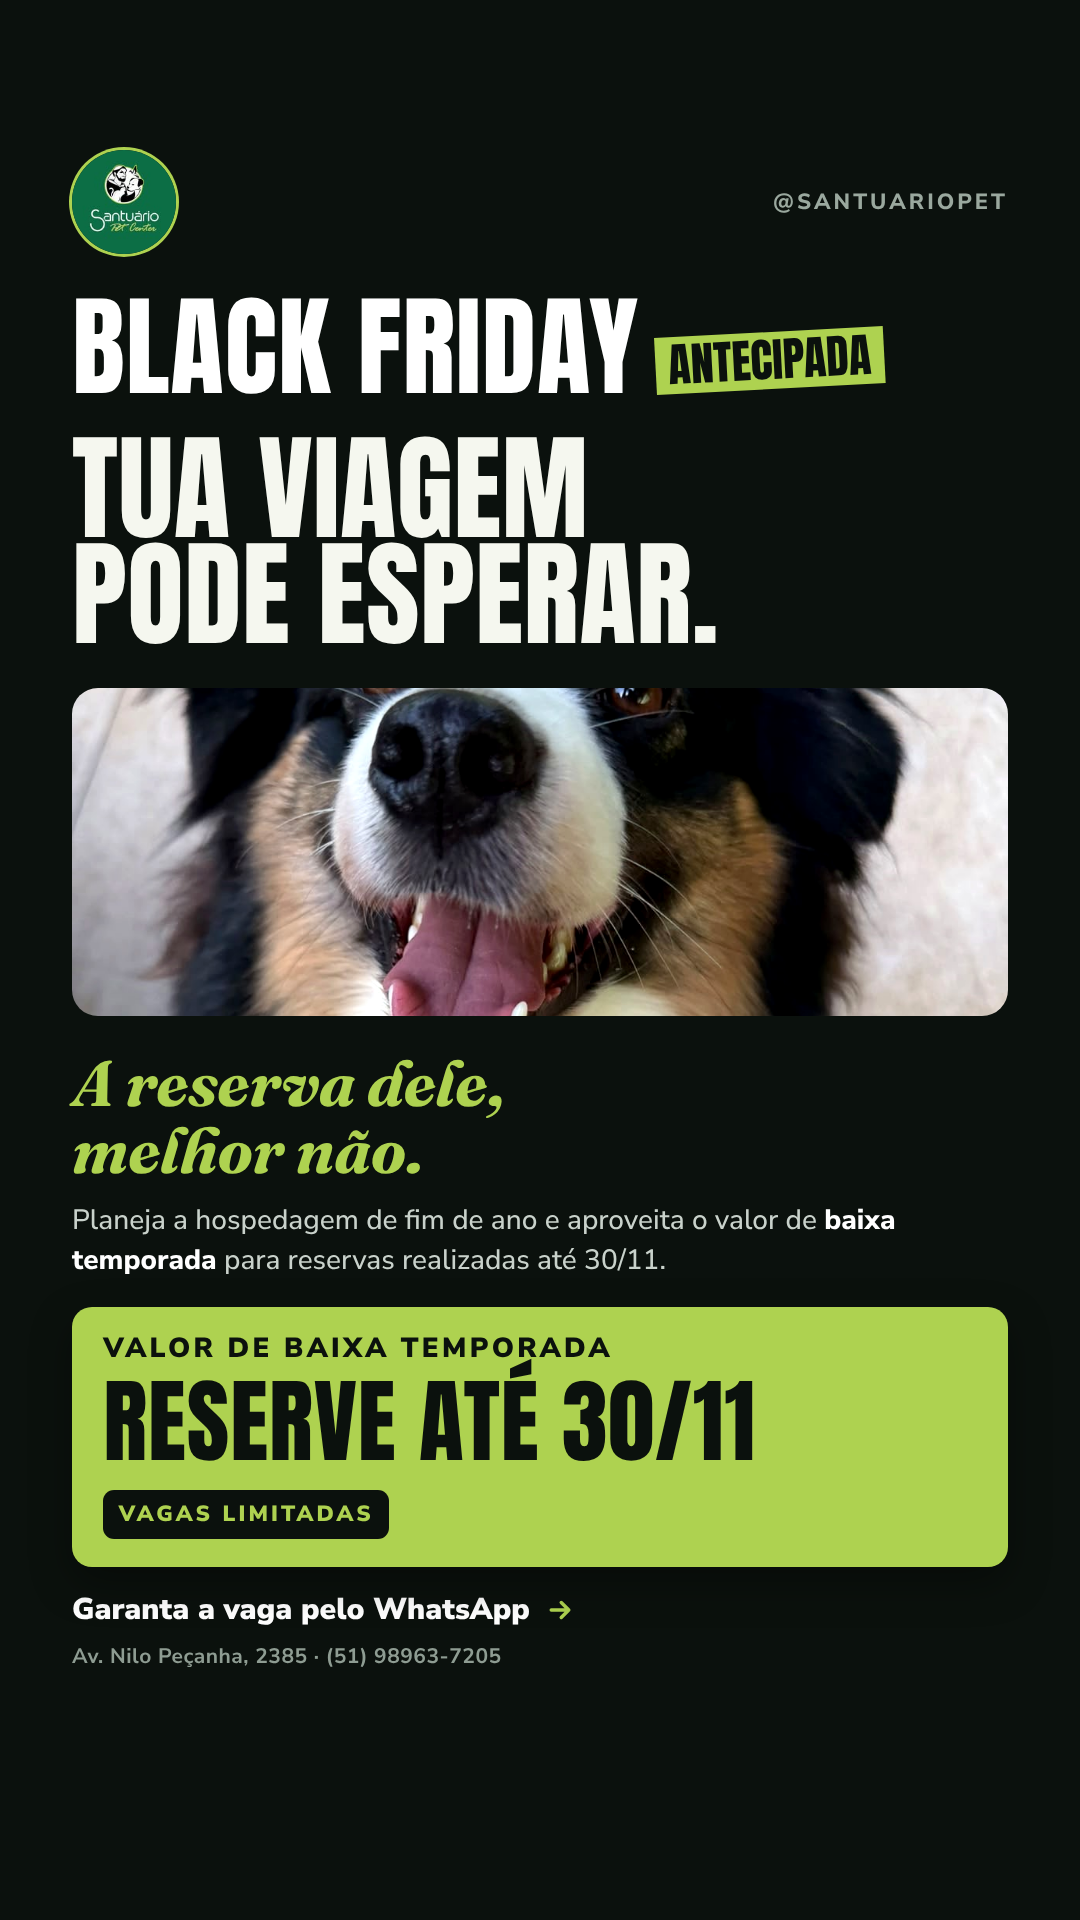 Santuário
Pet Center
@SANTUARIOPET
BLACK FRIDAY
ANTECIPADA
TUA VIAGEM
PODE ESPERAR.
A reserva dele,
melhor não.
Planeja a hospedagem de fim de ano e aproveita o valor de baixa
temporada para reservas realizadas até 30/11.
VALOR DE BAIXA TEMPORADA
RESERVE ATÉ 30/11
VAGAS LIMITADAS
Garanta a vaga pelo WhatsApp →
Av. Nilo Peçanha, 2385 · (51) 98963-7205